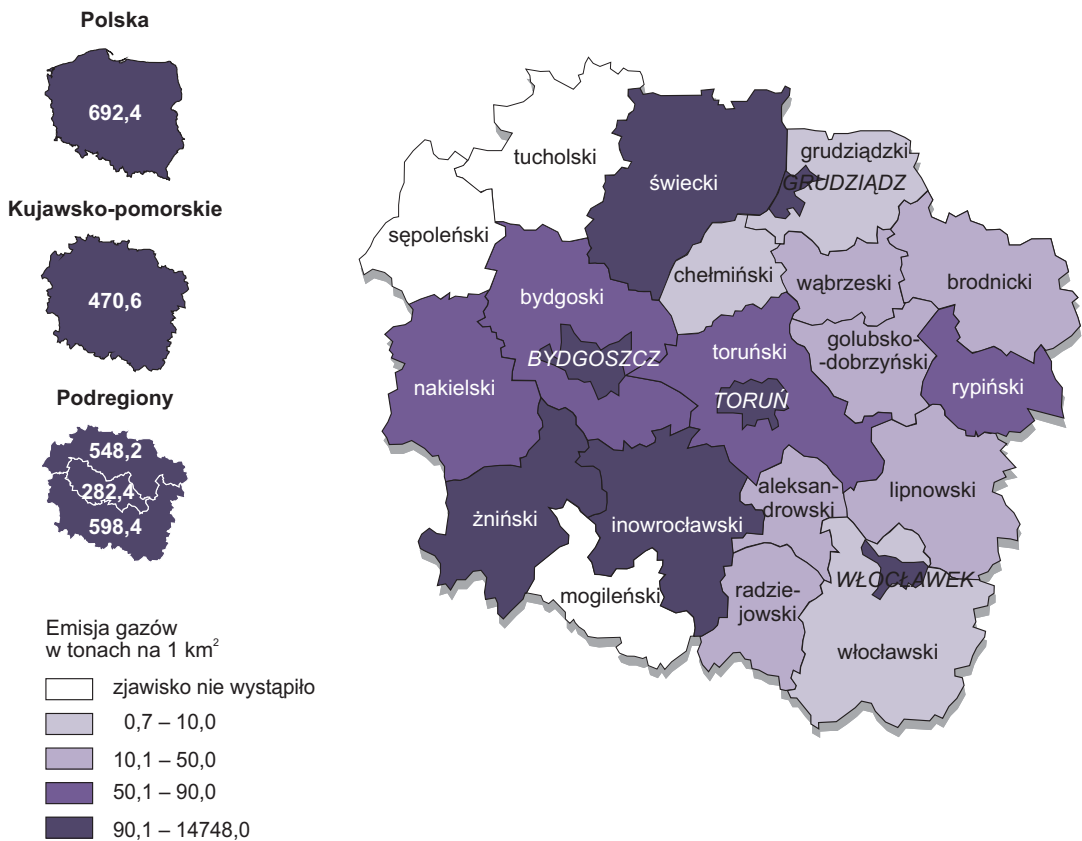 Polska
692,4
Kujawsko-pomorskie
470,6
Podregiony
548,2
282,4
598,4
Emisja gazów
w tonach na 1 km²
zjawisko nie wystąpiło
0,7 – 10,0
10,1 – 50,0
50,1 – 90,0
90,1 – 14748,0
tucholski
sępoleński
świecki
grudziądzki
GRUDZIĄDZ
chełmiński
wąbrzeski
brodnicki
bydgoski
BYDGOSZCZ
nakielski
toruński
TORUŃ
golubsko-
-dobrzyński
rypiński
żniński
inowrocławski
aleksan-
drowski
lipnowski
mogileński
radzie-
jowski
WŁOCŁAWEK
włocławski